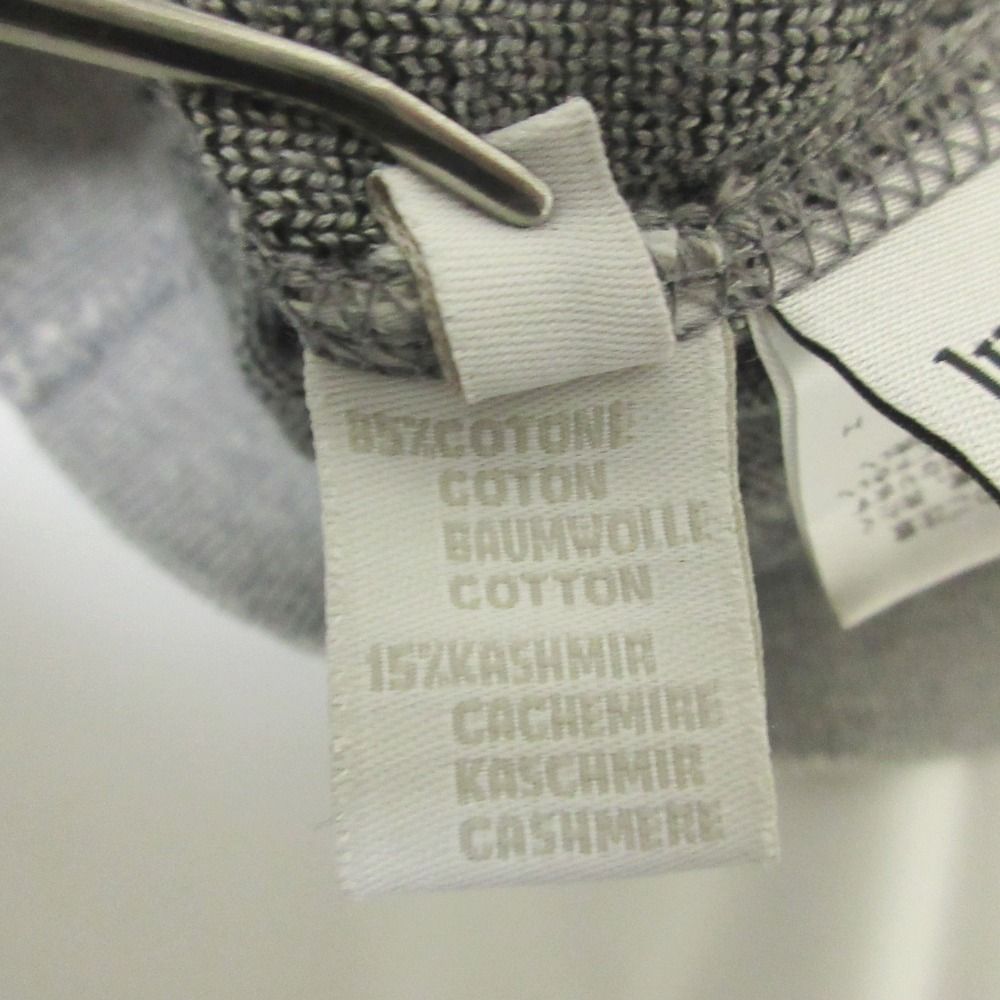 85%COTONE
COTON
BAUMWOLLE
COTTON
15%KASHMIR
CACHEMIRE
KASCHMIR
CASHMERE